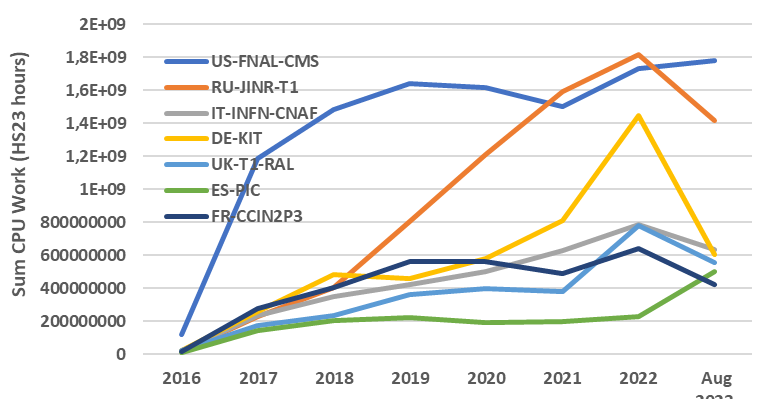 Sum CPU Work (HS23 hours)
2E+09
1,8E+09
1,6E+09
1,4E+09
1,2E+09
1E+09
800000000
600000000
400000000
200000000
0
US-FNAL-CMS
RU-JINR-T1
IT-INFN-CNAF
DE-KIT
UK-T1-RAL
ES-PIC
FR-CCIN2P3
2016 2017 2018 2019 2020 2021 2022 Aug